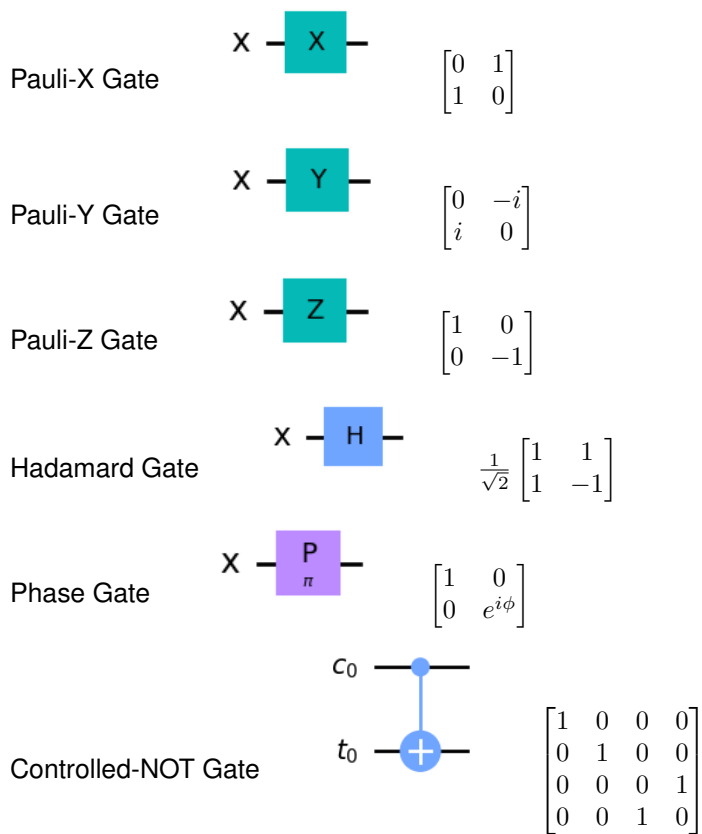 X X
Pauli-X Gate
0 1
1 0
X Y
Pauli-Y Gate
0 −i
i 0
X Z
Pauli-Z Gate
1 0
0 −1
X H
Hadamard Gate
1/√2
1 1
1 −1
X P
π
Phase Gate
1 0
0 e^{iϕ}
c₀
t₀
Controlled-NOT Gate
1 0 0 0
0 1 0 0
0 0 0 1
0 0 1 0